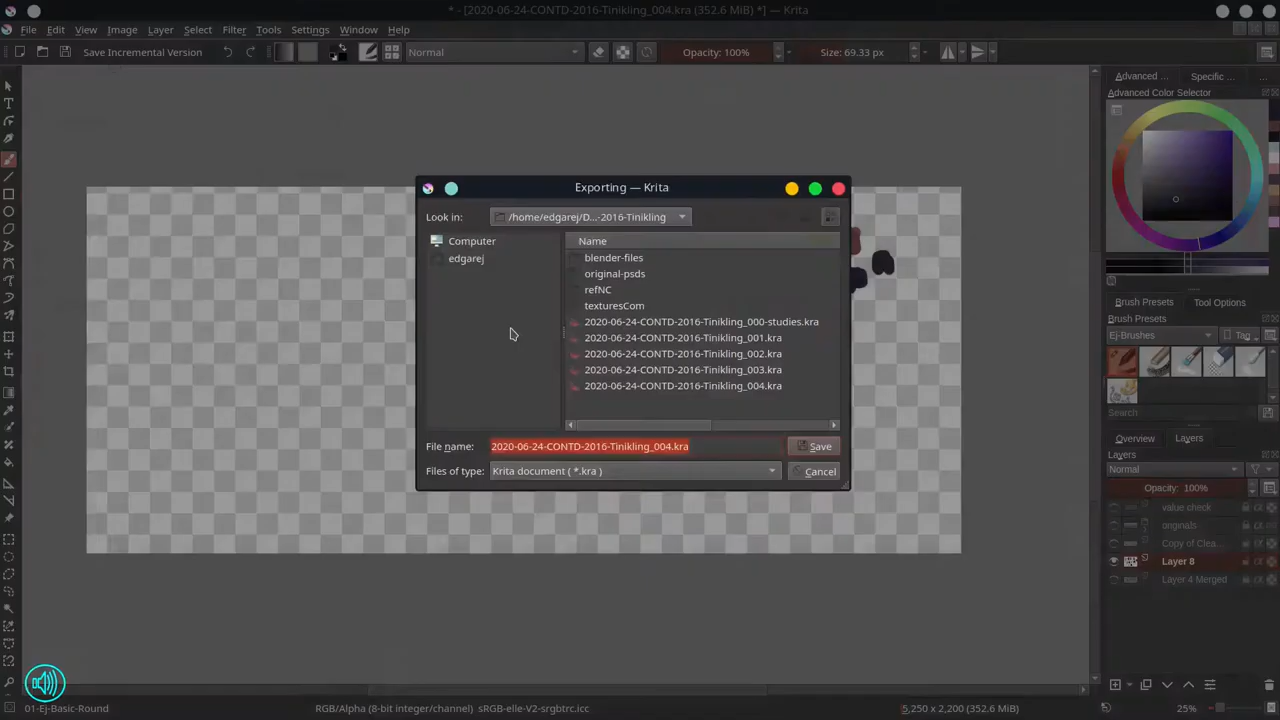 * - [2020-06-24-CONTD-2016-Tinikling_004.kra (352.6 MiB) *] — Krita
File Edit View Image Layer Select Filter Tools Settings Window Help
Save Incremental Version Normal Opacity: 100% Size: 69.33 px
Advanced ... Specific ... ...
Advanced Color Selector
Exporting — Krita
Look in: /home/edgarej/D...-2016-Tinikling
Computer
edgarej
Name
blender-files
original-psds
refNC
texturesCom
2020-06-24-CONTD-2016-Tinikling_000-studies.kra
2020-06-24-CONTD-2016-Tinikling_001.kra
2020-06-24-CONTD-2016-Tinikling_002.kra
2020-06-24-CONTD-2016-Tinikling_003.kra
2020-06-24-CONTD-2016-Tinikling_004.kra
File name: 2020-06-24-CONTD-2016-Tinikling_004.kra Save
Files of type: Krita document ( *.kra ) Cancel
Brush Presets Tool Options
Brush Presets
Ej-Brushes Tag
Search
Overview Layers
Layers
Normal
Opacity: 100%
value check
originals
Copy of Clea...
Layer 8
Layer 4 Merged
01-Ej-Basic-Round RGB/Alpha (8-bit integer/channel) sRGB-elle-V2-srgbtrc.icc 5,250 x 2,200 (352.6 MiB) 25%